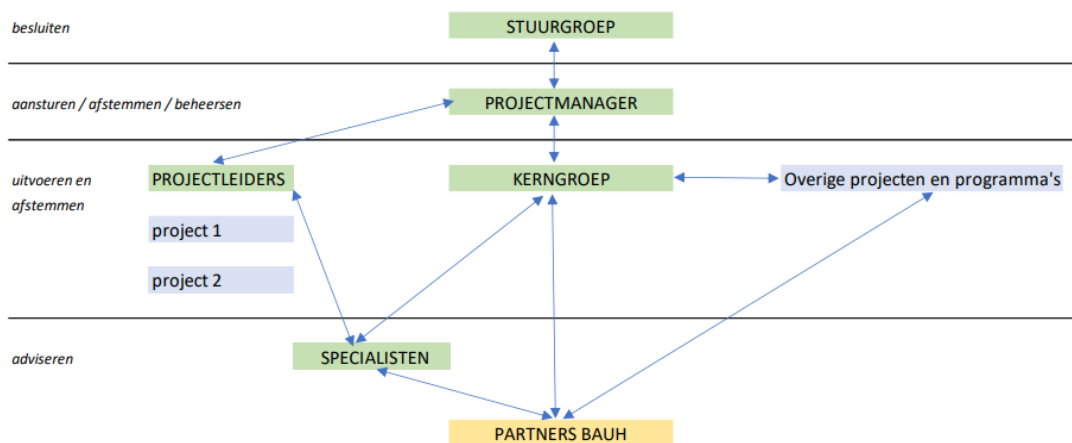 besluiten
STUURGROEP
aansturen / afstemmen / beheersen
PROJECTMANAGER
uitvoeren en
afstemmen
PROJECTLEIDERS
KERNGROEP
Overige projecten en programma's
project 1
project 2
adviseren
SPECIALISTEN
PARTNERS BAUH